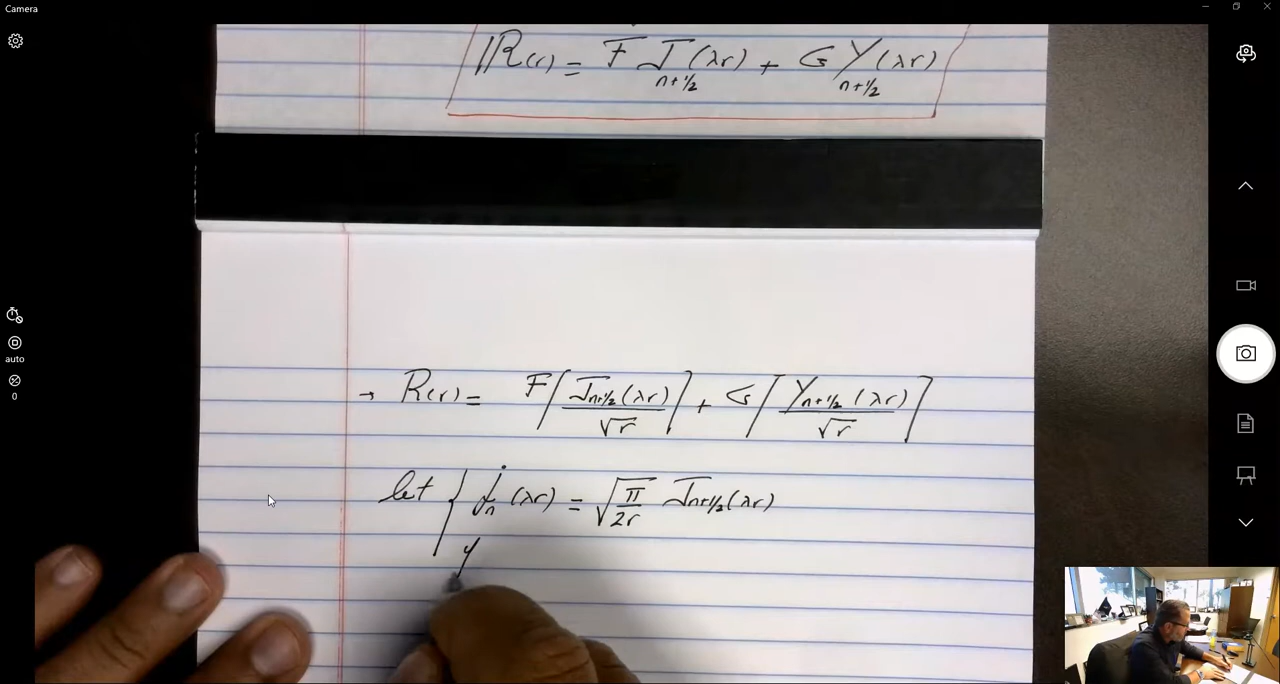 Camera
ℝ(r) = F J_{n+1/2}(λr) + G Y_{n+1/2}(λr)
→ R(r) = F[J_{n+1/2}(λr)/√r] + G[Y_{n+1/2}(λr)/√r]
let { j_n(λr) = √(π/2r) J_{n+1/2}(λr)
y
auto
0